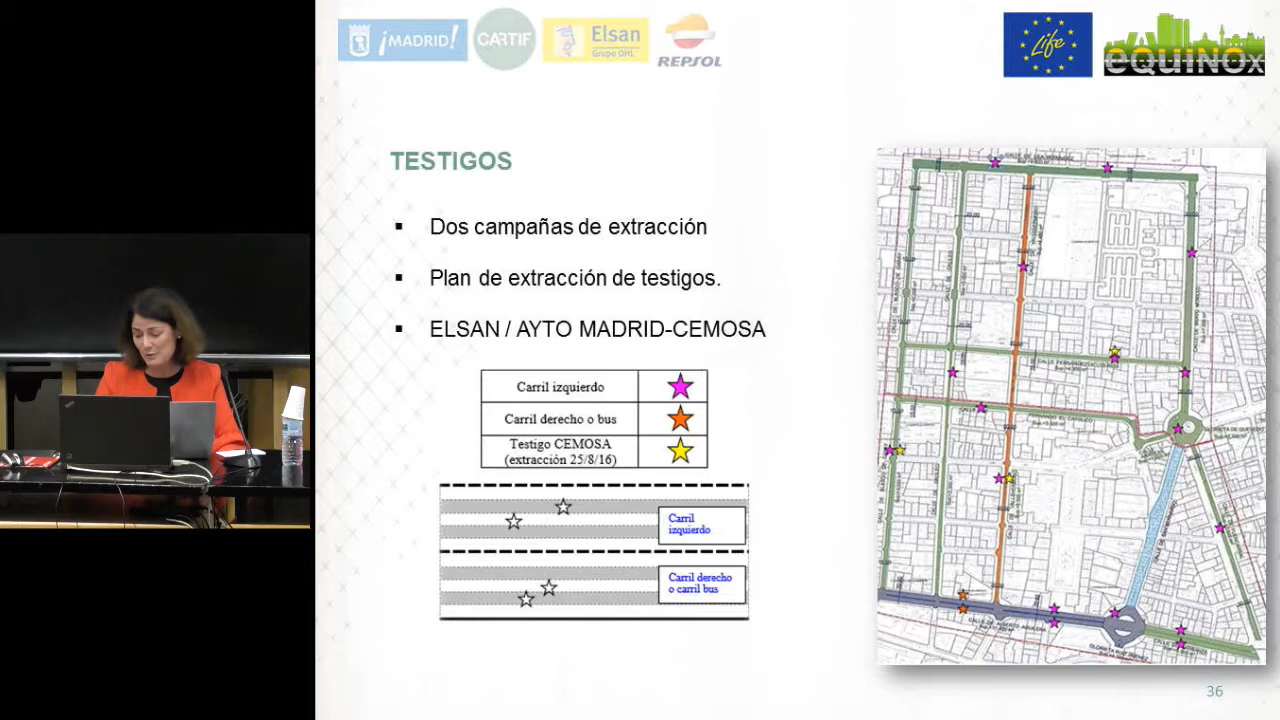 ¡MADRID!
CARTIF
Elsan
Grupo OHL
REPSOL
Life
eQUINOx
TESTIGOS
▪ Dos campañas de extracción
▪ Plan de extracción de testigos.
▪ ELSAN / AYTO MADRID-CEMOSA
Carril izquierdo
Carril derecho o bus
Testigo CEMOSA
(extracción 25/8/16)
Carril
izquierdo
Carril derecho
o carril bus
36